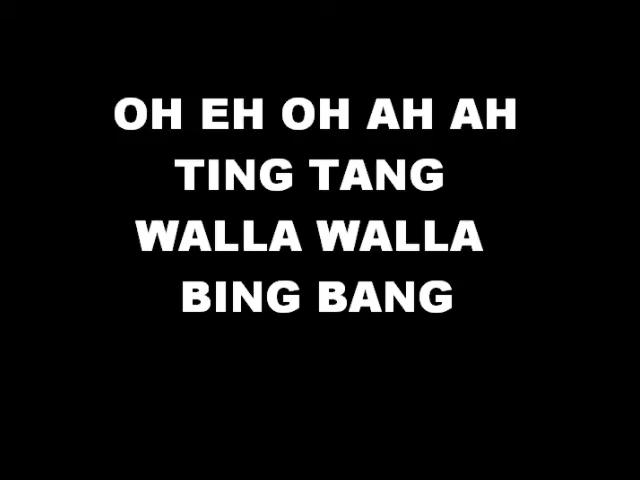 OH EH OH AH AH
TING TANG
WALLA WALLA
BING BANG